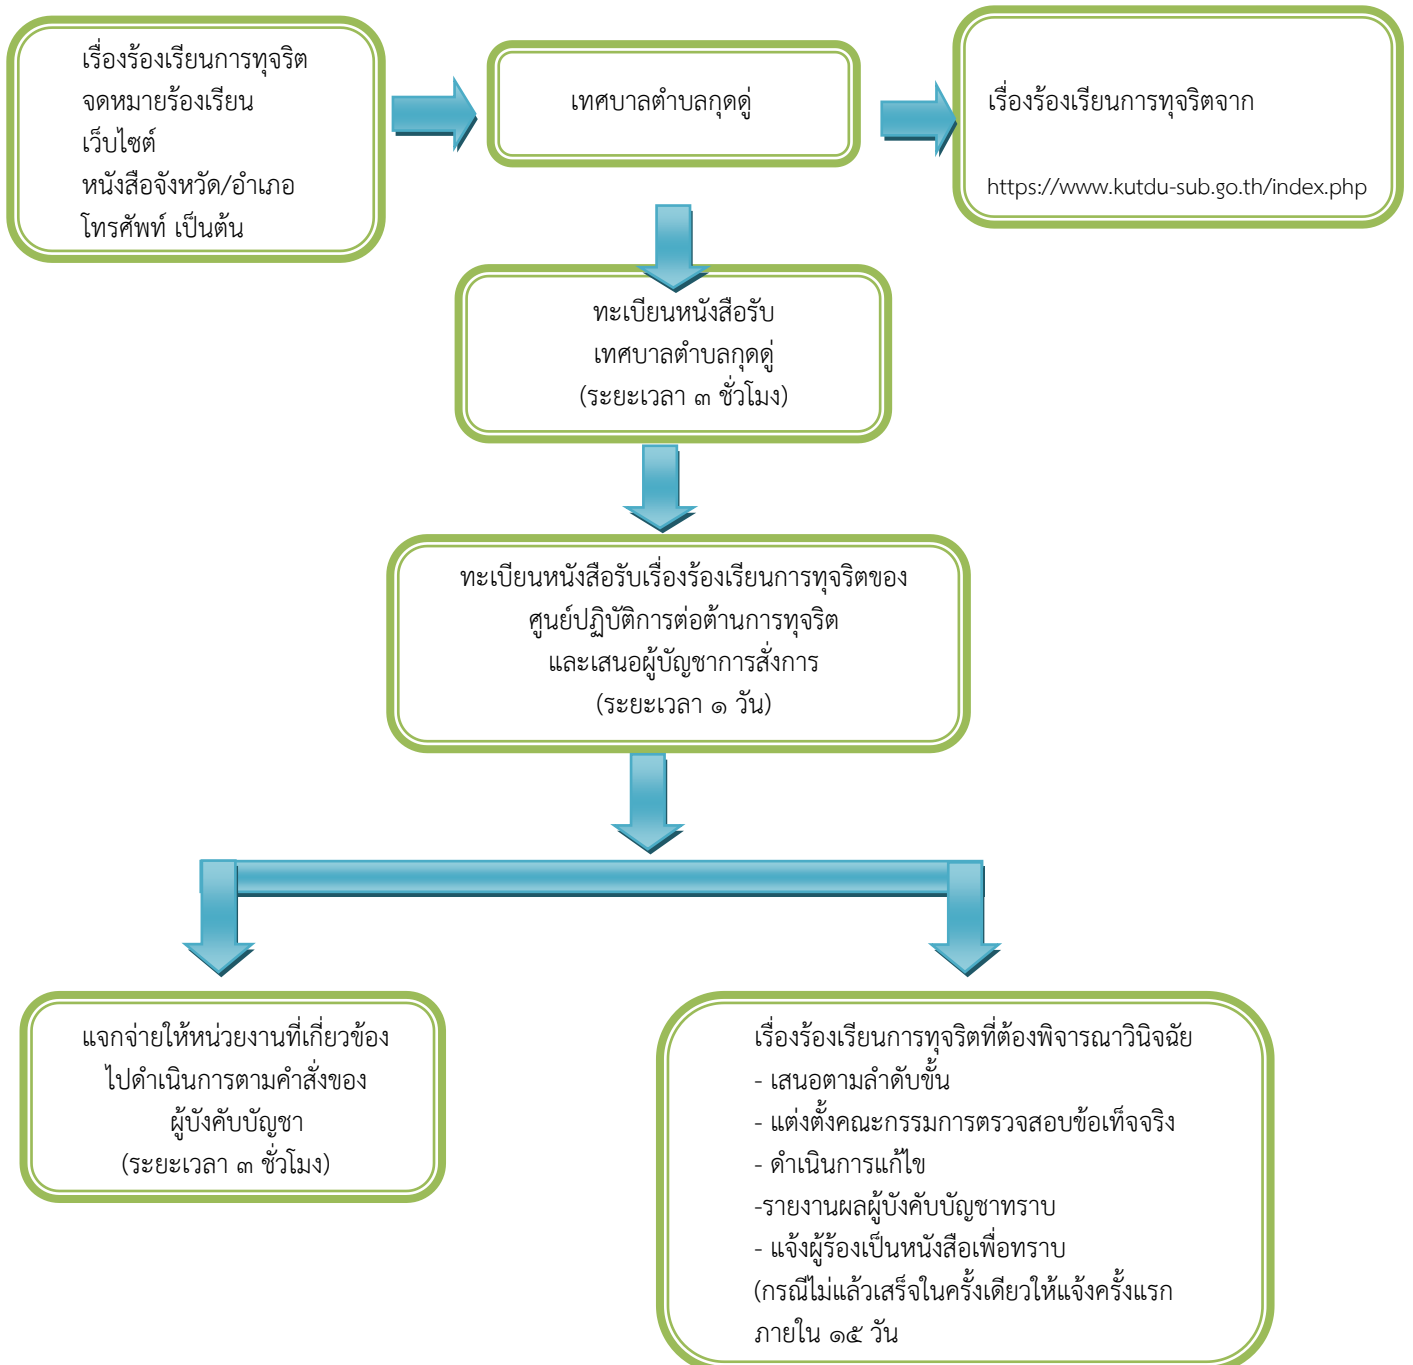 เรื่องร้องเรียนการทุจริต
จดหมายร้องเรียน
เว็บไซต์
หนังสือจังหวัด/อำเภอ
โทรศัพท์ เป็นต้น
เทศบาลตำบลกุดดู่
เรื่องร้องเรียนการทุจริตจาก
https://www.kutdu-sub.go.th/index.php
ทะเบียนหนังสือรับ
เทศบาลตำบลกุดดู่
(ระยะเวลา ๓ ชั่วโมง)
ทะเบียนหนังสือรับเรื่องร้องเรียนการทุจริตของ
ศูนย์ปฏิบัติการต่อต้านการทุจริต
และเสนอผู้บัญชาการสั่งการ
(ระยะเวลา ๑ วัน)
แจกจ่ายให้หน่วยงานที่เกี่ยวข้อง
ไปดำเนินการตามคำสั่งของ
ผู้บังคับบัญชา
(ระยะเวลา ๓ ชั่วโมง)
เรื่องร้องเรียนการทุจริตที่ต้องพิจารณาวินิจฉัย
- เสนอตามลำดับขั้น
- แต่งตั้งคณะกรรมการตรวจสอบข้อเท็จจริง
- ดำเนินการแก้ไข
-รายงานผลผู้บังคับบัญชาทราบ
- แจ้งผู้ร้องเป็นหนังสือเพื่อทราบ
(กรณีไม่แล้วเสร็จในครั้งเดียวให้แจ้งครั้งแรก
ภายใน ๑๕ วัน